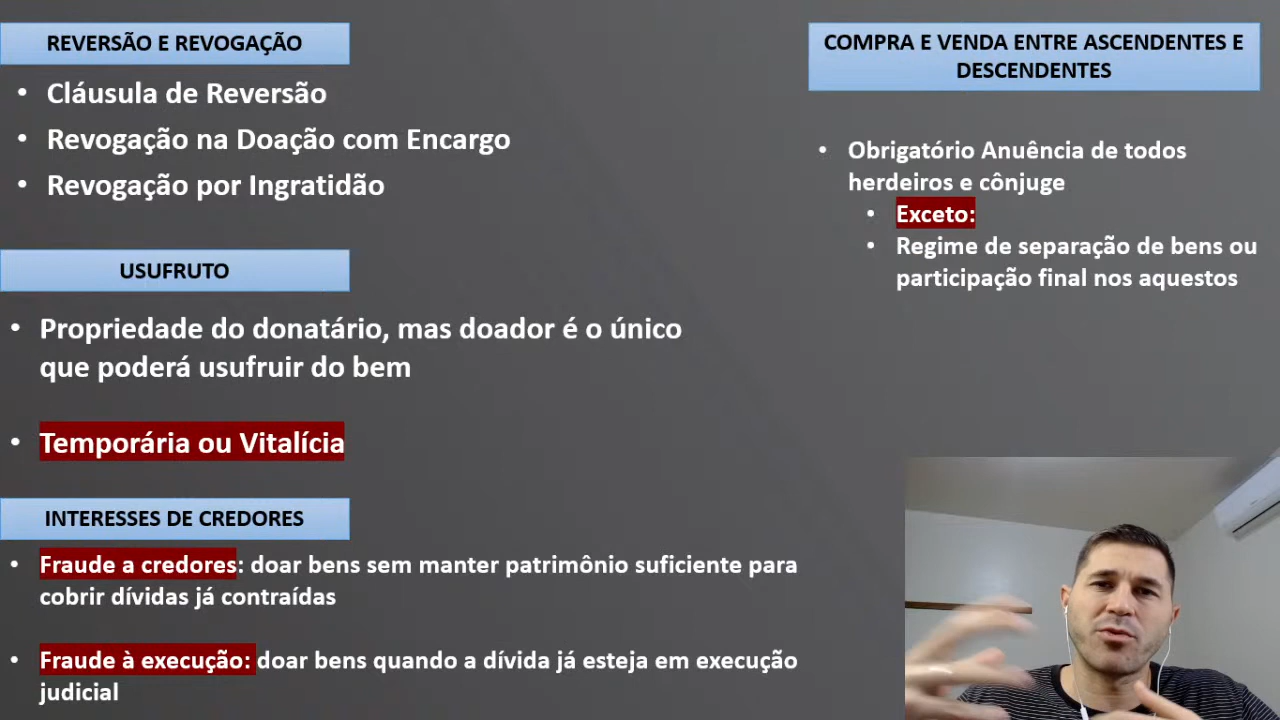 REVERSÃO E REVOGAÇÃO
• Cláusula de Reversão
• Revogação na Doação com Encargo
• Revogação por Ingratidão
USUFRUTO
• Propriedade do donatário, mas doador é o único
que poderá usufruir do bem
• Temporária ou Vitalícia
INTERESSES DE CREDORES
• Fraude a credores: doar bens sem manter patrimônio suficiente para
cobrir dívidas já contraídas
• Fraude à execução: doar bens quando a dívida já esteja em execução
judicial
COMPRA E VENDA ENTRE ASCENDENTES E
DESCENDENTES
• Obrigatório Anuência de todos
herdeiros e cônjuge
• Exceto:
• Regime de separação de bens ou
participação final nos aquestos